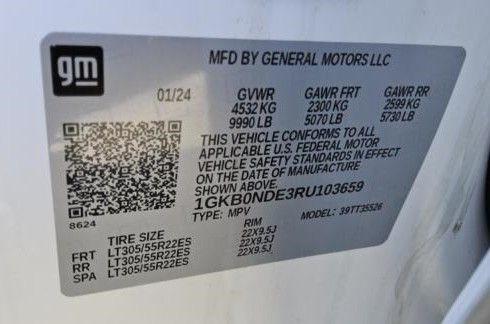 gm
MFD BY GENERAL MOTORS LLC
01/24 GVWR GAWR FRT GAWR RR
4532 KG 2300 KG 2599 KG
9990 LB 5070 LB 5730 LB
THIS VEHICLE CONFORMS TO ALL
APPLICABLE U.S. FEDERAL MOTOR
VEHICLE SAFETY STANDARDS IN
EFFECT ON THE DATE OF
MANUFACTURE SHOWN ABOVE.
1GKB0NDE3RU103659
8624 TYPE: MPV MODEL: 39TT35526
TIRE SIZE RIM
FRT LT305/55R22ES 22X9.5J
RR LT305/55R22ES 22X9.5J
SPA LT305/55R22ES 22X9.5J